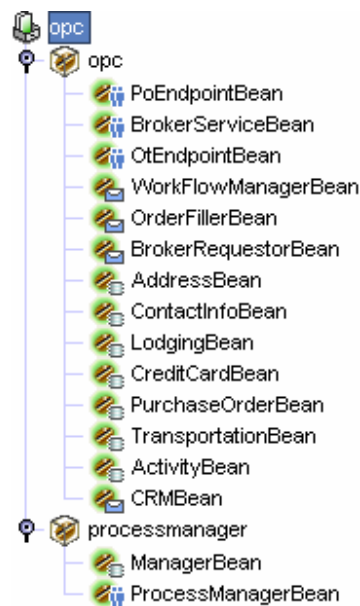 opc
opc
PoEndpointBean
BrokerServiceBean
OtEndpointBean
WorkFlowManagerBean
OrderFillerBean
BrokerRequestorBean
AddressBean
ContactInfoBean
LodgingBean
CreditCardBean
PurchaseOrderBean
TransportationBean
ActivityBean
CRMBean
processmanager
ManagerBean
ProcessManagerBean